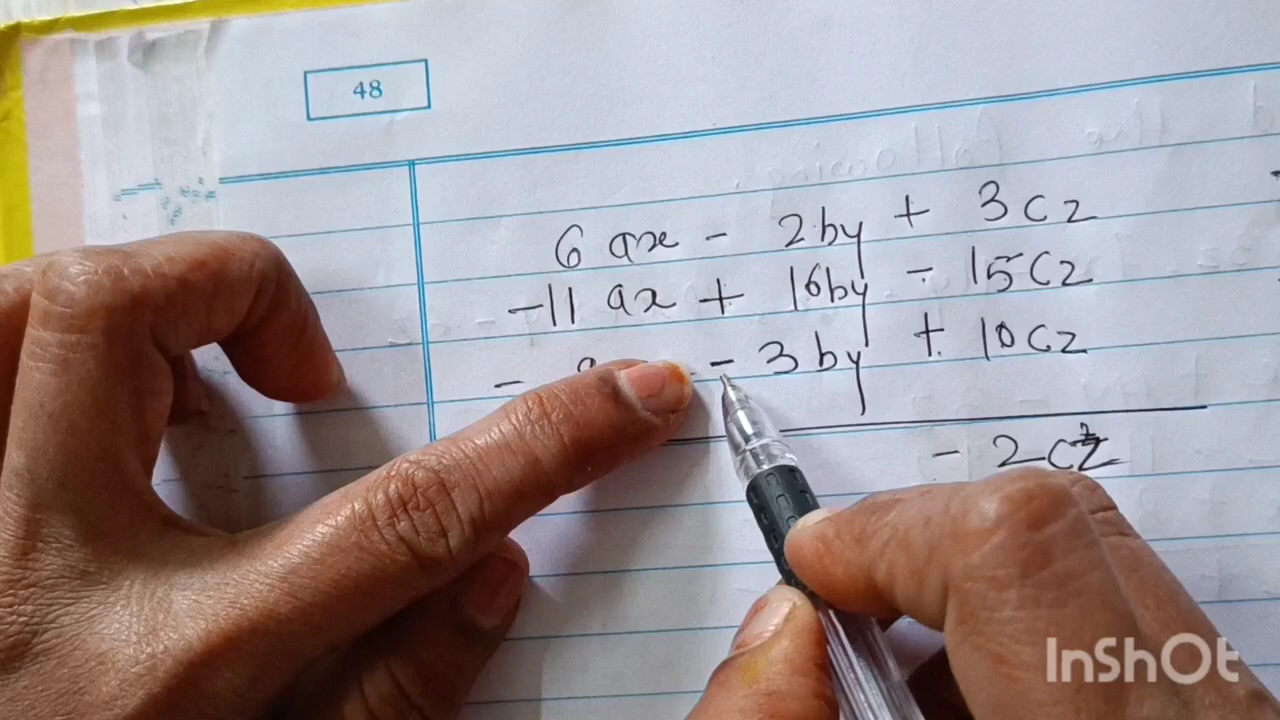 48
6 ax - 2by + 3cz
-11 ax + 16by - 15cz
- - 3by + 10cz
- 2cz
InShOt